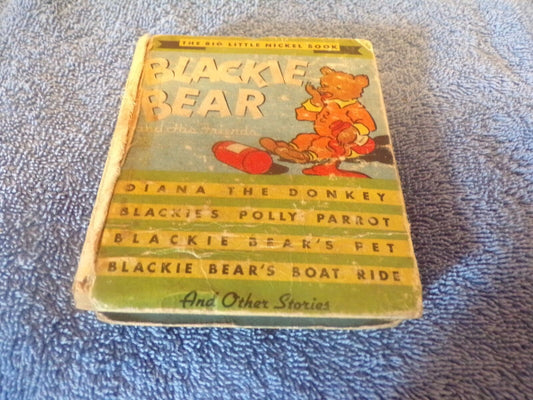 THE BIG LITTLE NICKEL BOOK
BLACKIE
BEAR
and His Friends
DIANA THE DONKEY
BLACKIE'S POLLY PARROT
BLACKIE BEAR'S PET
BLACKIE BEAR'S BOAT RIDE
And Other Stories